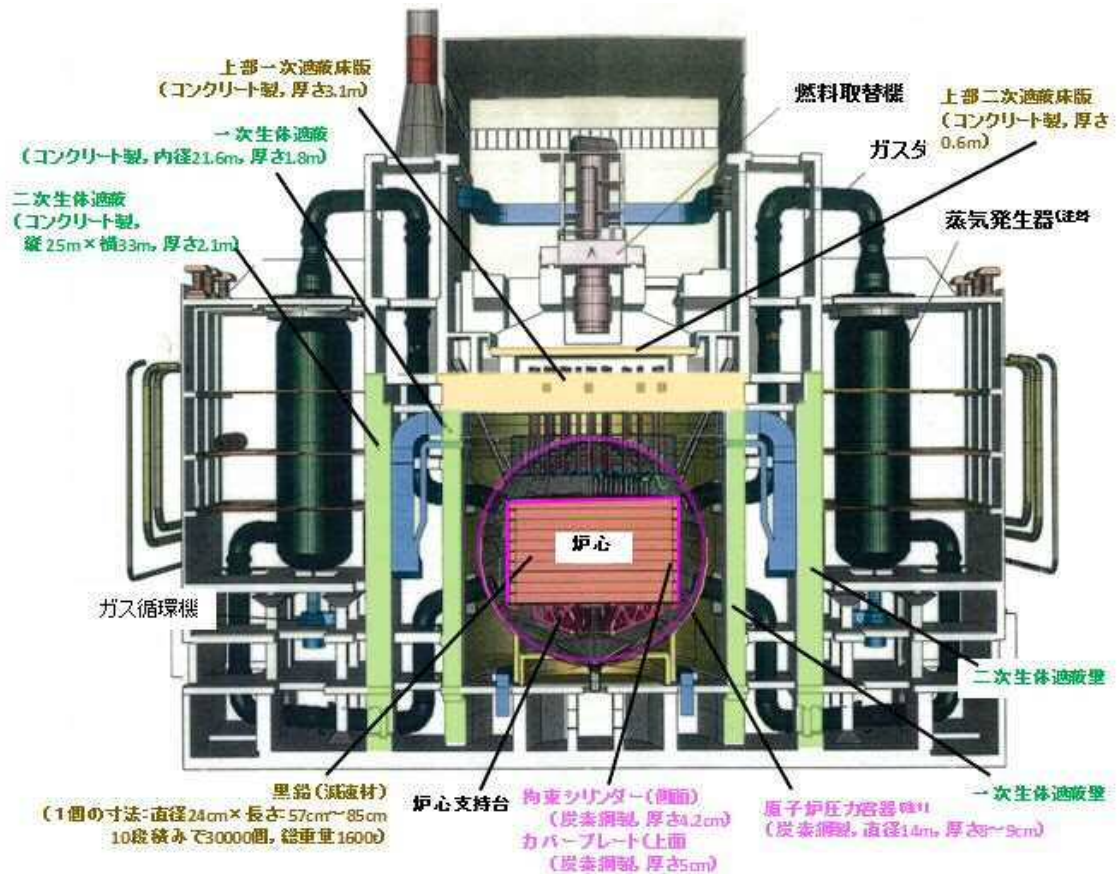 上部一次遮蔽床版
(コンクリート製, 厚さ3.1m)
燃料取替機
上部二次遮蔽床版
(コンクリート製, 厚さ
0.6m)
一次生体遮蔽
(コンクリート製, 内径21.6m, 厚さ1.8m)
ガスダ
二次生体遮蔽
(コンクリート製,
縦 25m×横33m, 厚さ2.1m)
蒸気発生器
炉心
ガス循環機
二次生体遮蔽壁
黒鉛(減速材)
(1個の寸法:直径24cm×長さ:57cm~85cm
10段積みで30000個, 総重量1600t)
炉心支持台
拘束シリンダー(側面)
(炭素鋼製, 厚さ4.2cm)
カバープレート(上面
(炭素鋼製, 厚さ5cm)
原子炉圧力容器
(炭素鋼製, 直径14m, 厚さ8~9cm)
一次生体遮蔽壁